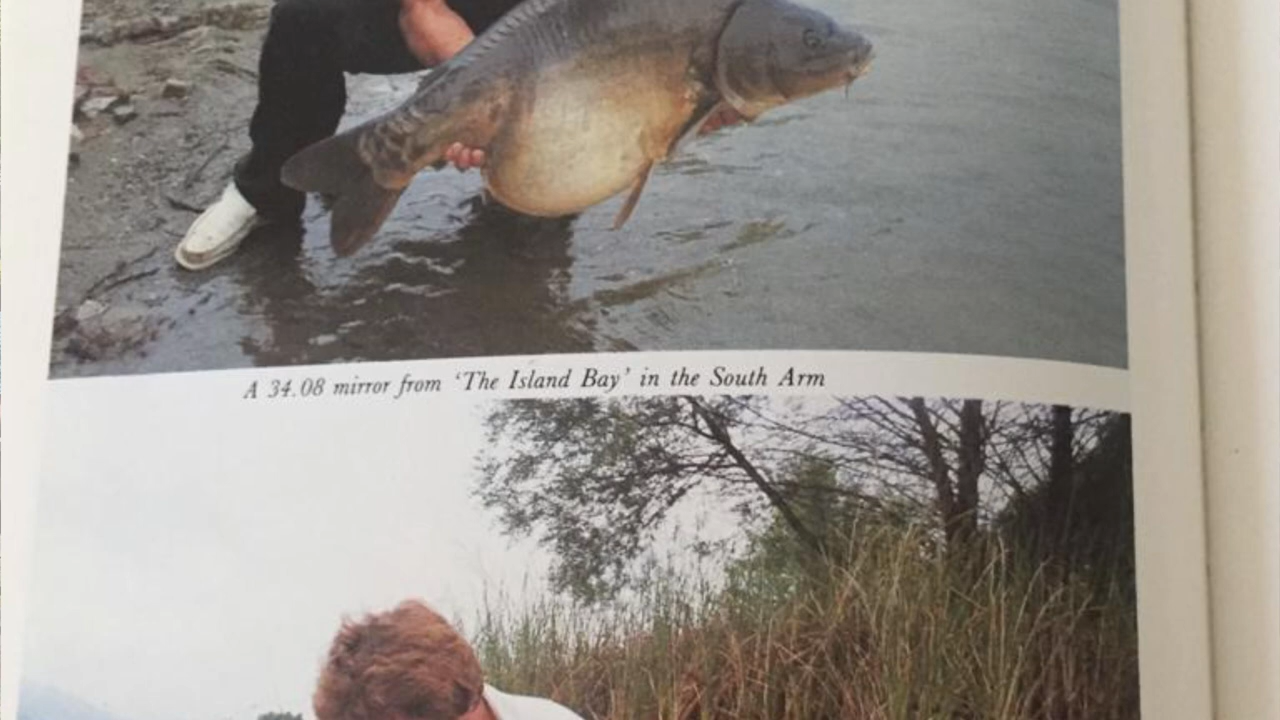 A 34.08 mirror from ‘The Island Bay’ in the South Arm